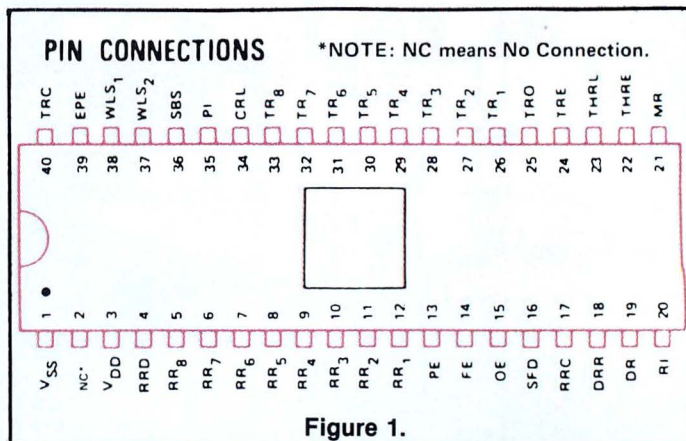 PIN CONNECTIONS *NOTE: NC means No Connection.
TRC EPE WLS1 WLS2 SBS PI CRL TR8 TR7 TR6 TR5 TR4 TR3 TR2 TR1 TRO TRE THRL THRE MR
40 39 38 37 36 35 34 33 32 31 30 29 28 27 26 25 24 23 22 21
1 2 3 4 5 6 7 8 9 10 11 12 13 14 15 16 17 18 19 20
VSS NC* VDD RRD RR8 RR7 RR6 RR5 RR4 RR3 RR2 RR1 PE FE OE SFD RRC DRR DR RI
Figure 1.